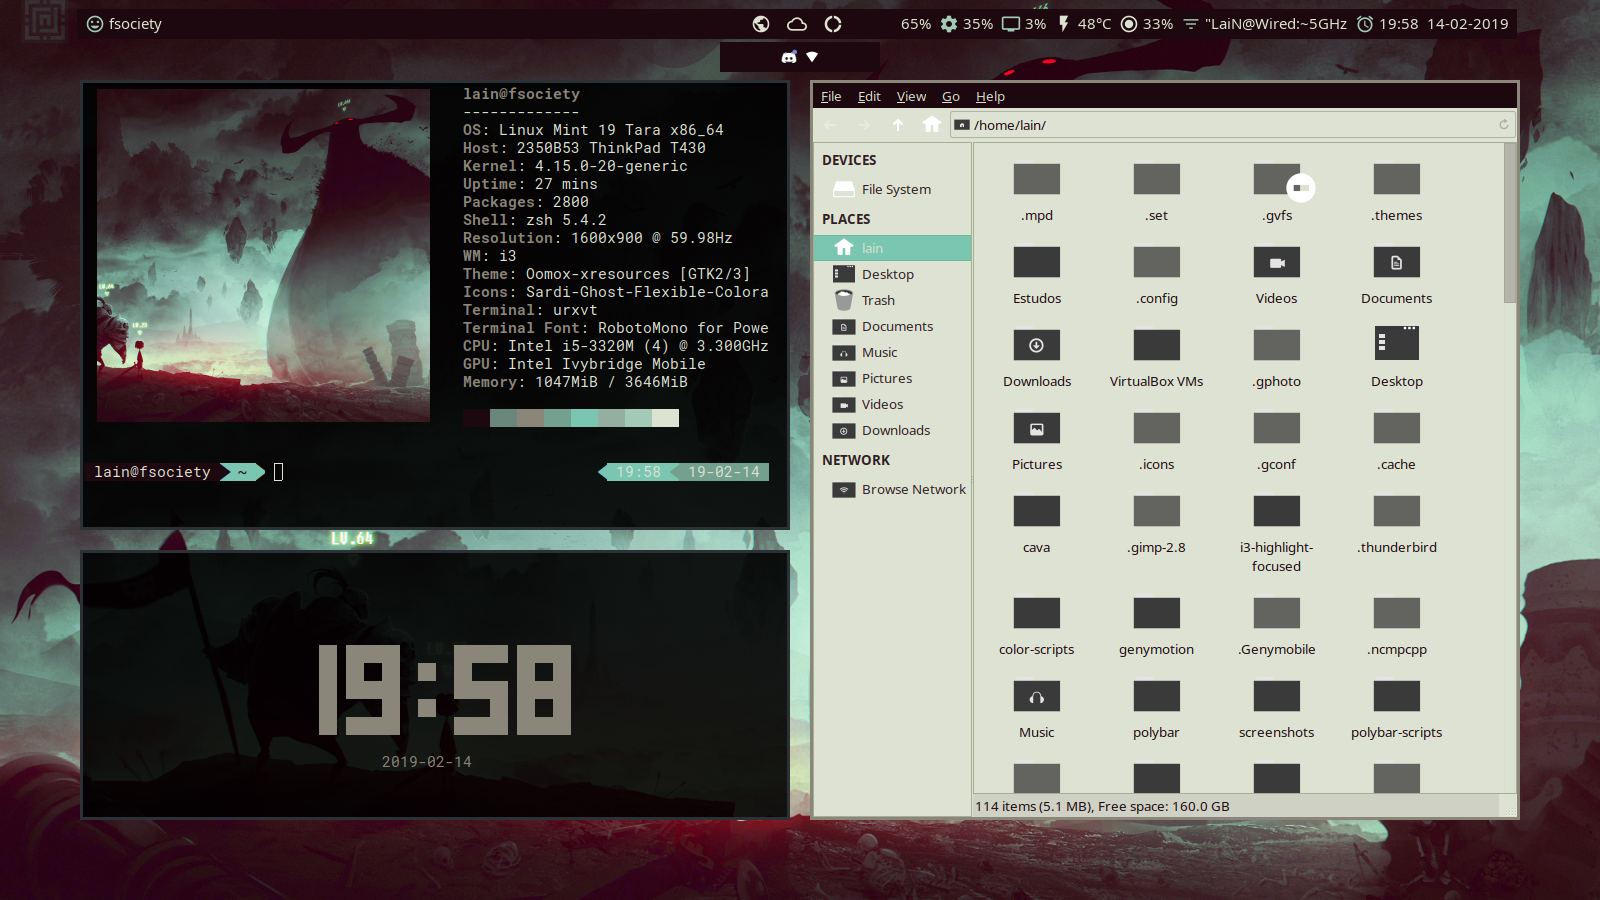 fsociety
65% 35% 3% 48°C 33% "LaiN@Wired:~5GHz 19:58 14-02-2019
lain@fsociety
-------------
OS: Linux Mint 19 Tara x86_64
Host: 2350B53 ThinkPad T430
Kernel: 4.15.0-20-generic
Uptime: 27 mins
Packages: 2800
Shell: zsh 5.4.2
Resolution: 1600x900 @ 59.98Hz
WM: i3
Theme: Oomox-xresources [GTK2/3]
Icons: Sardi-Ghost-Flexible-Colora
Terminal: urxvt
Terminal Font: RobotoMono for Powe
CPU: Intel i5-3320M (4) @ 3.300GHz
GPU: Intel Ivybridge Mobile
Memory: 1047MiB / 3646MiB
lain@fsociety ~ 19:58 19-02-14
LV.64
19:58
2019-02-14
File Edit View Go Help
/home/lain/
DEVICES
File System
PLACES
lain
Desktop
Trash
Documents
Music
Pictures
Videos
Downloads
NETWORK
Browse Network
.mpd .set .gvfs .themes
Estudos .config Videos Documents
Downloads VirtualBox VMs .gphoto Desktop
Pictures .icons .gconf .cache
cava .gimp-2.8 i3-highlight-focused .thunderbird
color-scripts genymotion .Genymobile .ncmpcpp
Music polybar screenshots polybar-scripts
114 items (5.1 MB), Free space: 160.0 GB